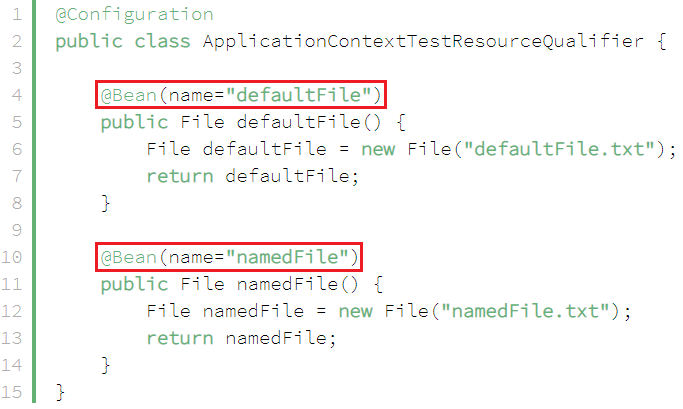 1 @Configuration
2 public class ApplicationContextTestResourceQualifier {
3
4     @Bean(name="defaultFile")
5     public File defaultFile() {
6         File defaultFile = new File("defaultFile.txt");
7         return defaultFile;
8     }
9
10     @Bean(name="namedFile")
11     public File namedFile() {
12         File namedFile = new File("namedFile.txt");
13         return namedFile;
14     }
15 }